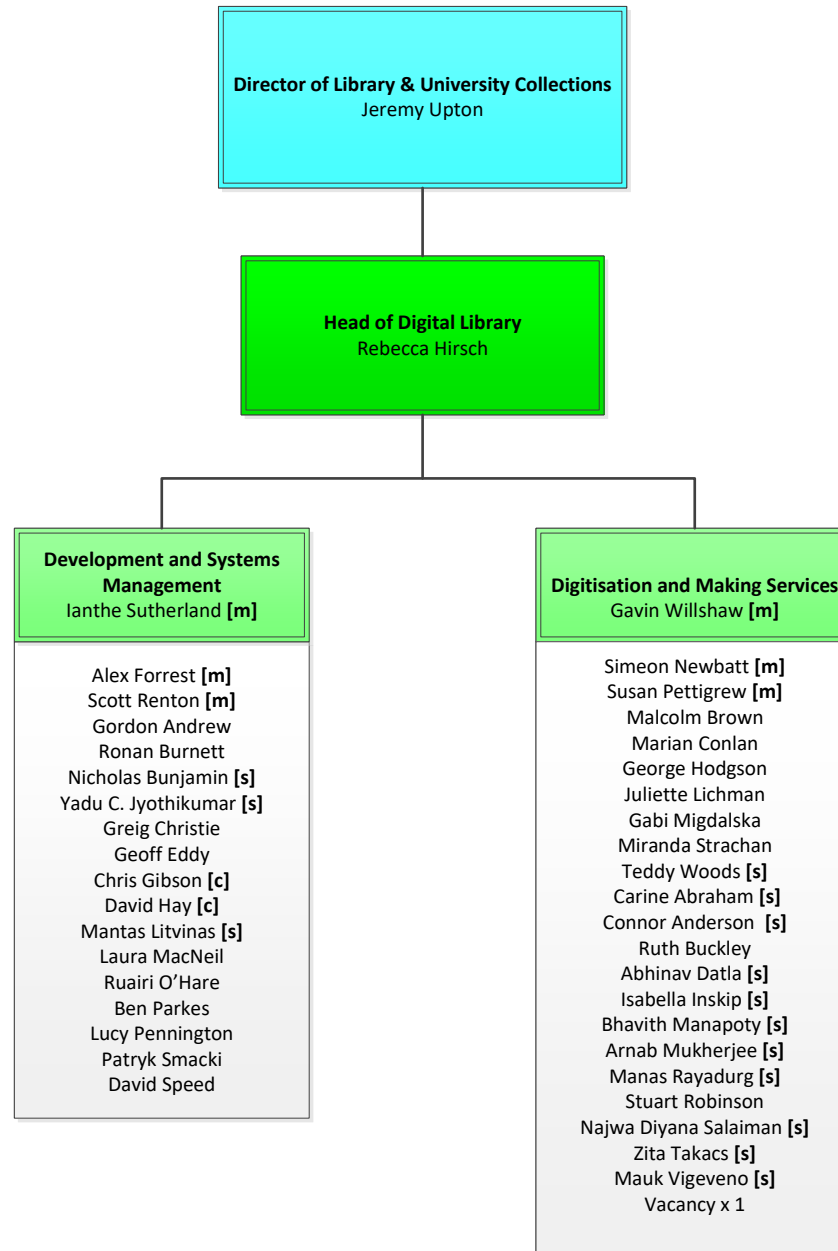 Director of Library & University Collections
Jeremy Upton
Head of Digital Library
Rebecca Hirsch
Development and Systems
Management
Ianthe Sutherland [m]
Alex Forrest [m]
Scott Renton [m]
Gordon Andrew
Ronan Burnett
Nicholas Bunjamin [s]
Yadu C. Jyothikumar [s]
Greig Christie
Geoff Eddy
Chris Gibson [c]
David Hay [c]
Mantas Litvinas [s]
Laura MacNeil
Ruairi O’Hare
Ben Parkes
Lucy Pennington
Patryk Smacki
David Speed
Digitisation and Making Services
Gavin Willshaw [m]
Simeon Newbatt [m]
Susan Pettigrew [m]
Malcolm Brown
Marian Conlan
George Hodgson
Juliette Lichman
Gabi Migdalska
Miranda Strachan
Teddy Woods [s]
Carine Abraham [s]
Connor Anderson [s]
Ruth Buckley
Abhinav Datla [s]
Isabella Inskip [s]
Bhavith Manapoty [s]
Arnab Mukherjee [s]
Manas Rayadurg [s]
Stuart Robinson
Najwa Diyana Salaiman [s]
Zita Takacs [s]
Mauk Vigeveno [s]
Vacancy x 1